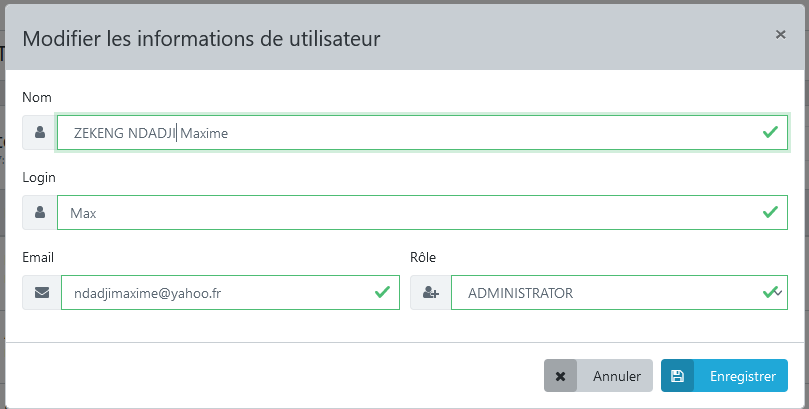 Modifier les informations de utilisateur
×
Nom
ZEKENG NDADJI Maxime
Login
Max
Email
Rôle
ndadjimaxime@yahoo.fr
ADMINISTRATOR
Annuler
Enregistrer